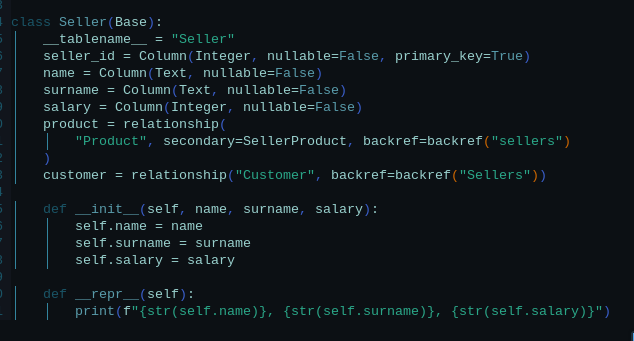 class Seller(Base):
    __tablename__ = "Seller"
    seller_id = Column(Integer, nullable=False, primary_key=True)
    name = Column(Text, nullable=False)
    surname = Column(Text, nullable=False)
    salary = Column(Integer, nullable=False)
    product = relationship(
        "Product", secondary=SellerProduct, backref=backref("sellers")
    )
    customer = relationship("Customer", backref=backref("Sellers"))

    def __init__(self, name, surname, salary):
        self.name = name
        self.surname = surname
        self.salary = salary

    def __repr__(self):
        print(f"{str(self.name)}, {str(self.surname)}, {str(self.salary)}")